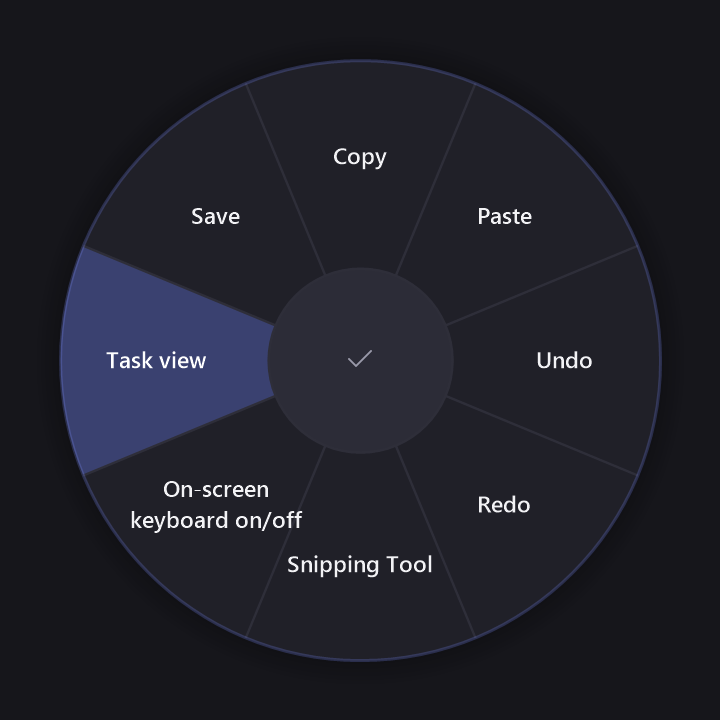 Copy
Save
Paste
Task view
Undo
On-screen
keyboard on/off
Redo
Snipping Tool